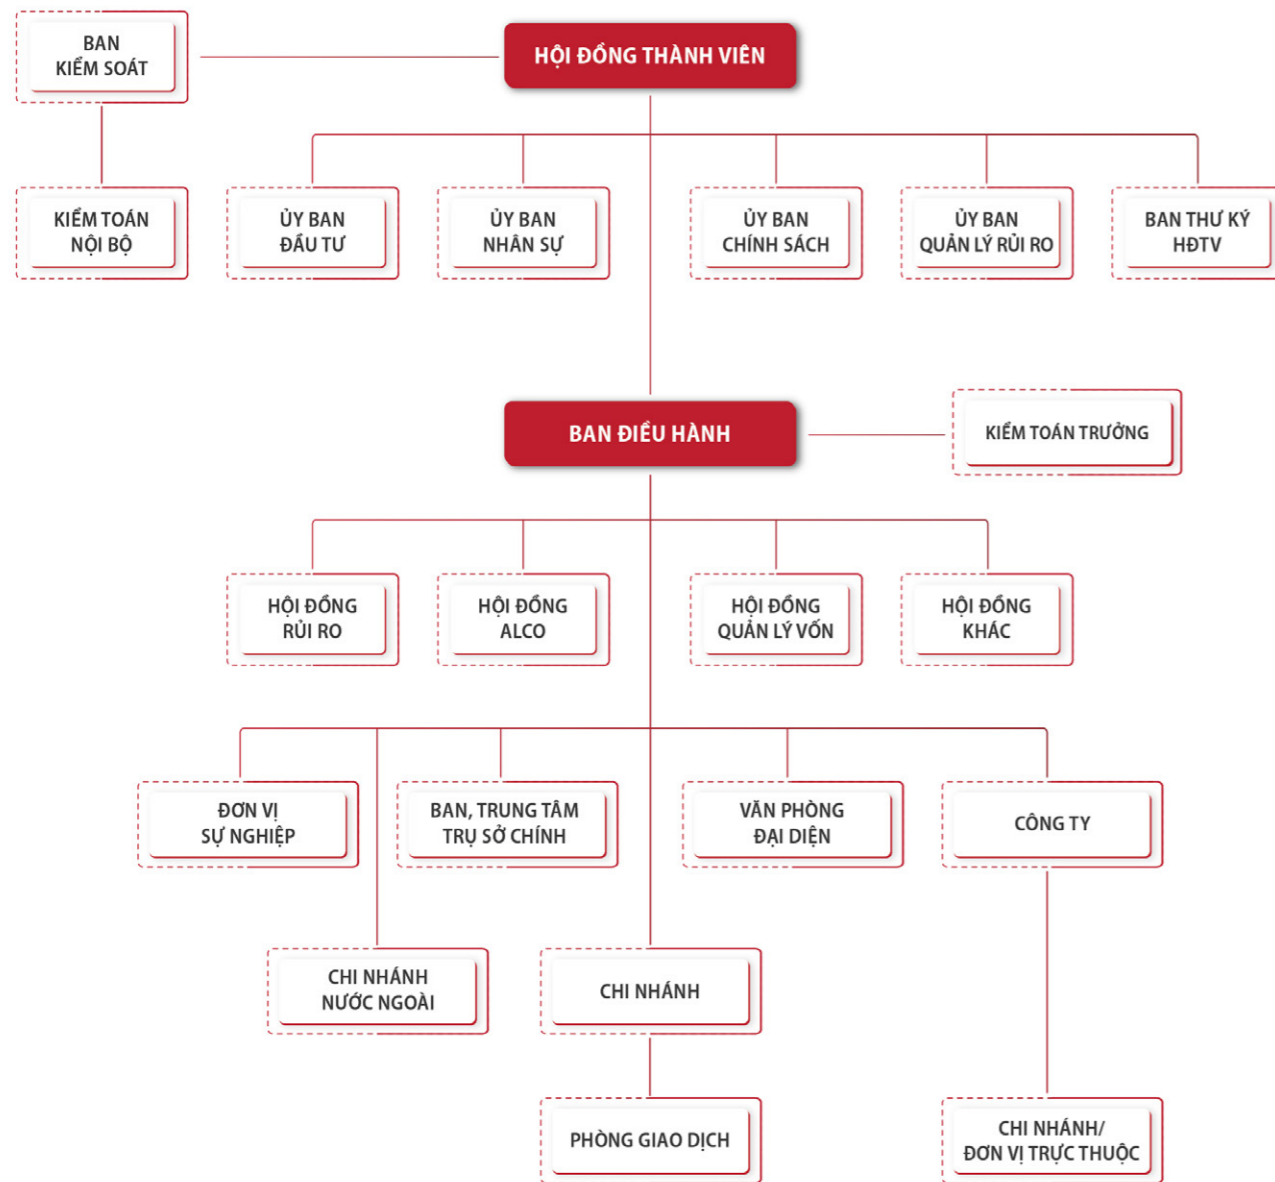 BAN
KIỂM SOÁT
HỘI ĐỒNG THÀNH VIÊN
KIỂM TOÁN
NỘI BỘ
ỦY BAN
ĐẦU TƯ
ỦY BAN
NHÂN SỰ
ỦY BAN
CHÍNH SÁCH
ỦY BAN
QUẢN LÝ RỦI RO
BAN THƯ KÝ
HĐTV
BAN ĐIỀU HÀNH
KIỂM TOÁN TRƯỞNG
HỘI ĐỒNG
RỦI RO
HỘI ĐỒNG
ALCO
HỘI ĐỒNG
QUẢN LÝ VỐN
HỘI ĐỒNG
KHÁC
ĐƠN VỊ
SỰ NGHIỆP
BAN, TRUNG TÂM
TRỤ SỞ CHÍNH
VĂN PHÒNG
ĐẠI DIỆN
CÔNG TY
CHI NHÁNH
NƯỚC NGOÀI
CHI NHÁNH
PHÒNG GIAO DỊCH
CHI NHÁNH/
ĐƠN VỊ TRỰC THUỘC